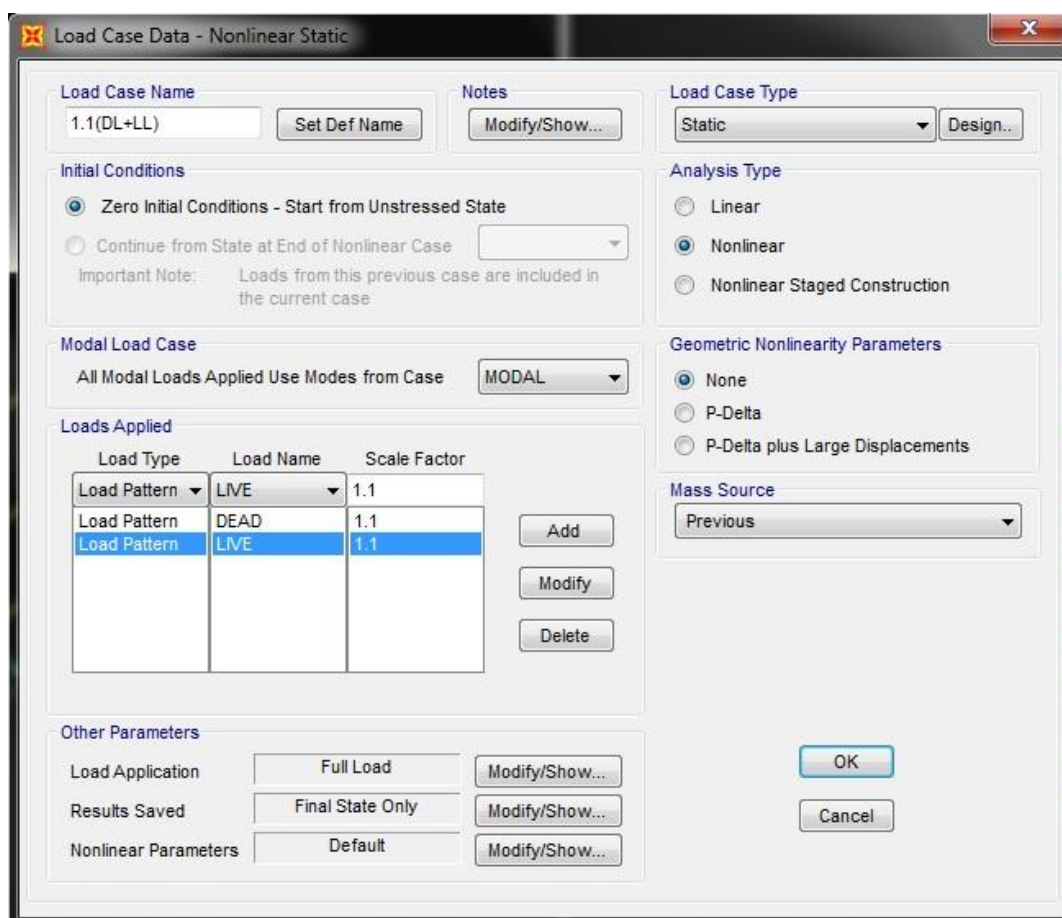 Load Case Data - Nonlinear Static
Load Case Name
1.1(DL+LL)
Set Def Name
Notes
Modify/Show...
Load Case Type
Static
Design..
Initial Conditions
Zero Initial Conditions - Start from Unstressed State
Continue from State at End of Nonlinear Case
Important Note: Loads from this previous case are included in
the current case
Analysis Type
Linear
Nonlinear
Nonlinear Staged Construction
Modal Load Case
All Modal Loads Applied Use Modes from Case MODAL
Geometric Nonlinearity Parameters
None
P-Delta
P-Delta plus Large Displacements
Loads Applied
Load Type Load Name Scale Factor
Load Pattern LIVE 1.1
Load Pattern DEAD 1.1
Load Pattern LIVE 1.1
Add
Modify
Delete
Mass Source
Previous
Other Parameters
Load Application Full Load Modify/Show...
Results Saved Final State Only Modify/Show...
Nonlinear Parameters Default Modify/Show...
OK
Cancel